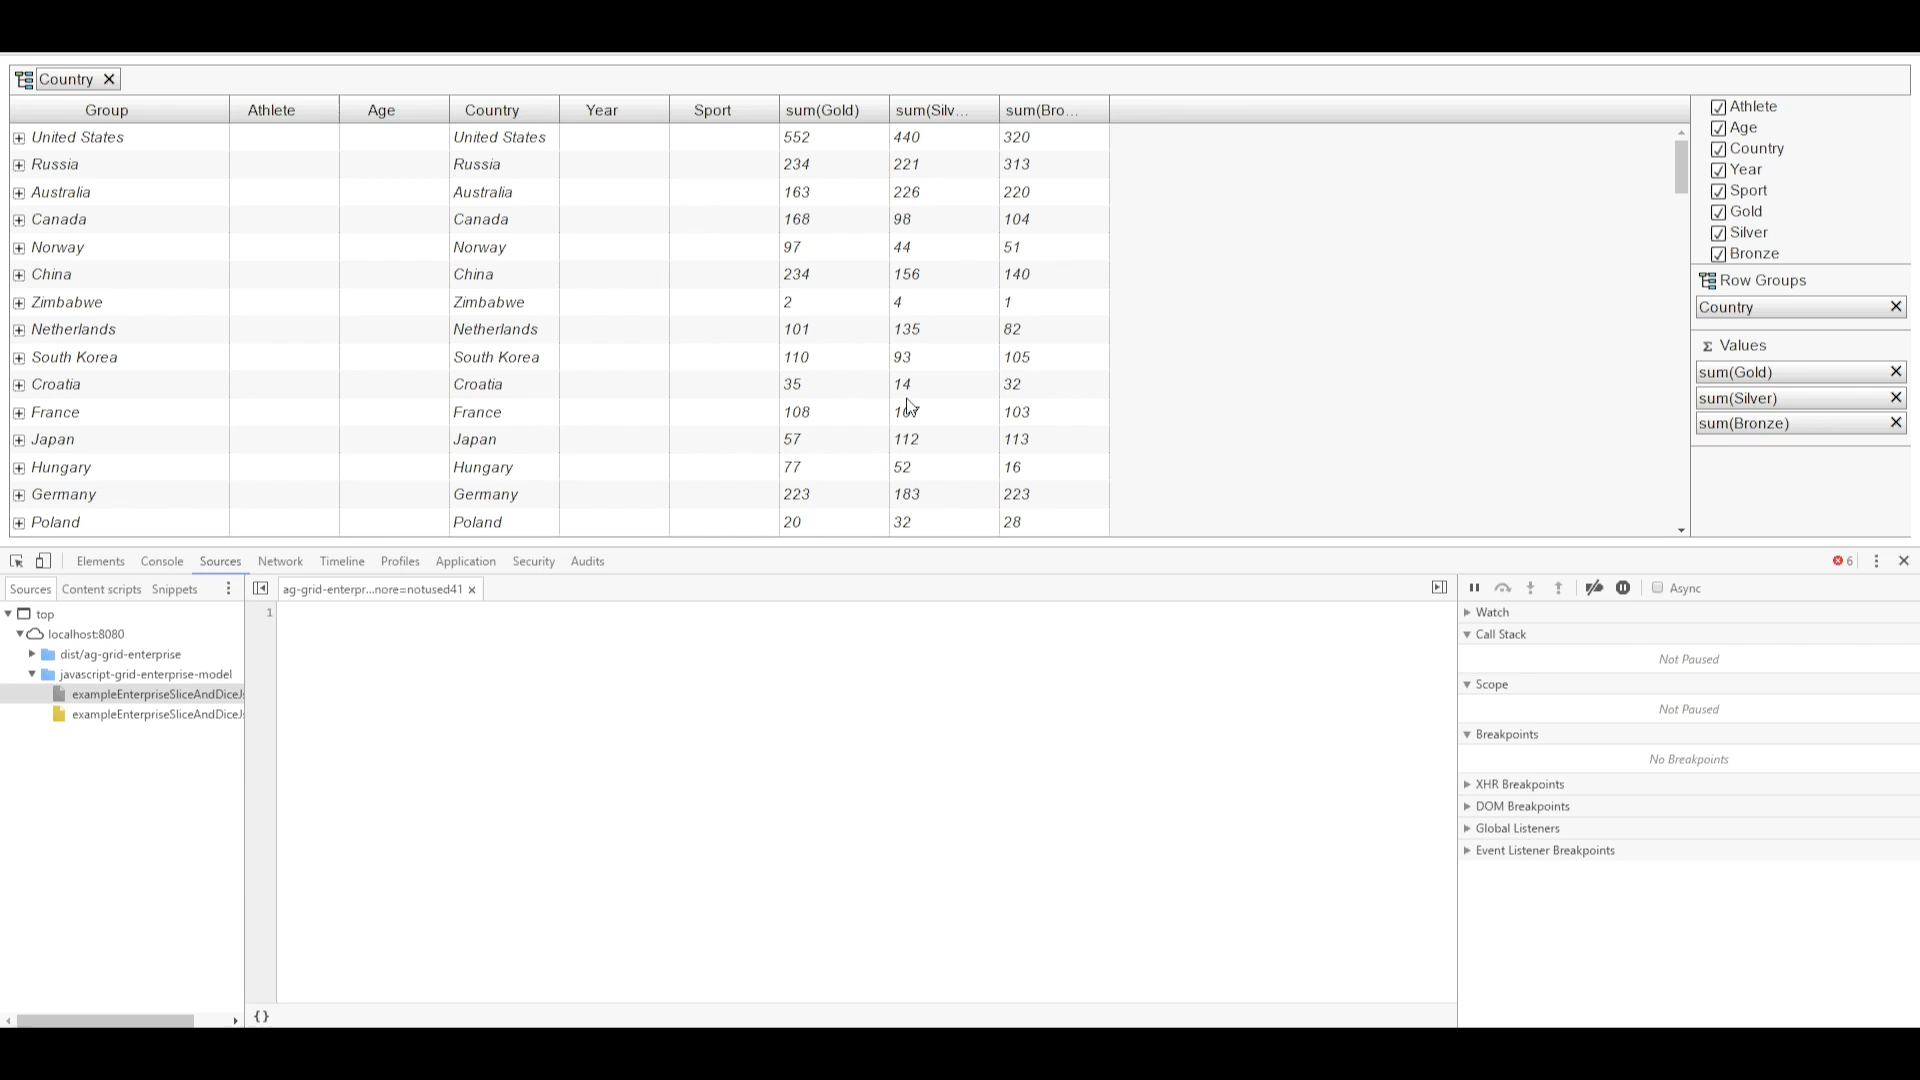 Country
Group Athlete Age Country Year Sport sum(Gold) sum(Silv... sum(Bro...
United States United States 552 440 320
Russia Russia 234 221 313
Australia Australia 163 226 220
Canada Canada 168 98 104
Norway Norway 97 44 51
China China 234 156 140
Zimbabwe Zimbabwe 2 4 1
Netherlands Netherlands 101 135 82
South Korea South Korea 110 93 105
Croatia Croatia 35 14 32
France France 108 103
Japan Japan 57 112 113
Hungary Hungary 77 52 16
Germany Germany 223 183 223
Poland Poland 20 32 28
Athlete
Age
Country
Year
Sport
Gold
Silver
Bronze
Row Groups
Country
Σ Values
sum(Gold)
sum(Silver)
sum(Bronze)
Elements Console Sources Network Timeline Profiles Application Security Audits 6
Sources Content scripts Snippets
top
localhost:8080
dist/ag-grid-enterprise
javascript-grid-enterprise-model
exampleEnterpriseSliceAndDiceJ
exampleEnterpriseSliceAndDiceJ
ag-grid-enterpr...nore=notused41
1
{}
Async
Watch
Call Stack
Not Paused
Scope
Not Paused
Breakpoints
No Breakpoints
XHR Breakpoints
DOM Breakpoints
Global Listeners
Event Listener Breakpoints